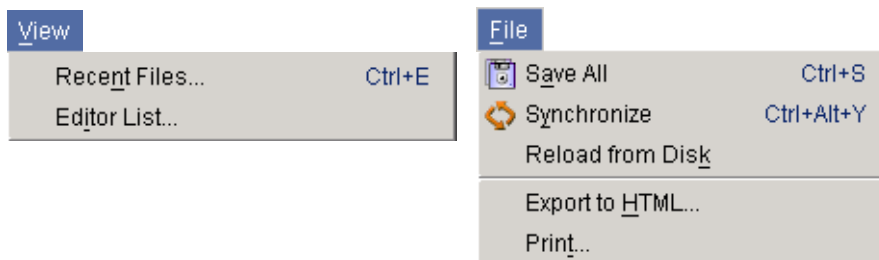 View
Recent Files... Ctrl+E
Editor List...
File
Save All Ctrl+S
Synchronize Ctrl+Alt+Y
Reload from Disk
Export to HTML...
Print...